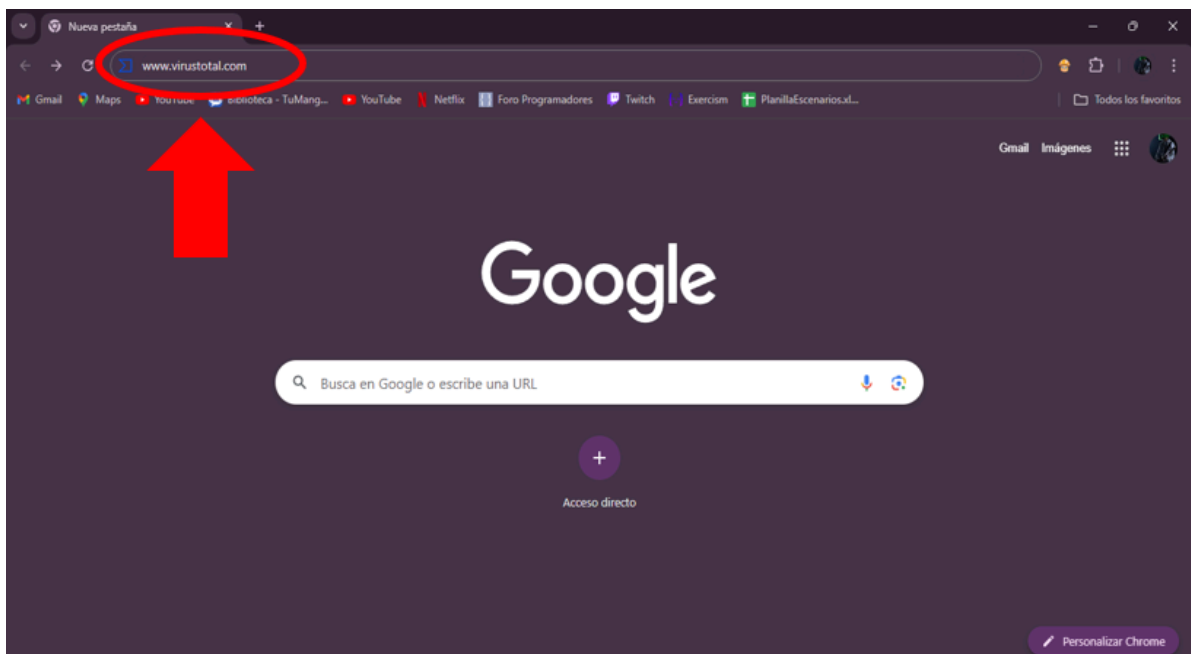 Nueva pestaña
www.virustotal.com
Gmail Maps YouTube Biblioteca - TuMang... YouTube Netflix Foro Programadores Twitch Exercism PlanillaEscenarios.xl... Todos los favoritos
Gmail Imágenes
Google
Busca en Google o escribe una URL
Acceso directo
Personalizar Chrome